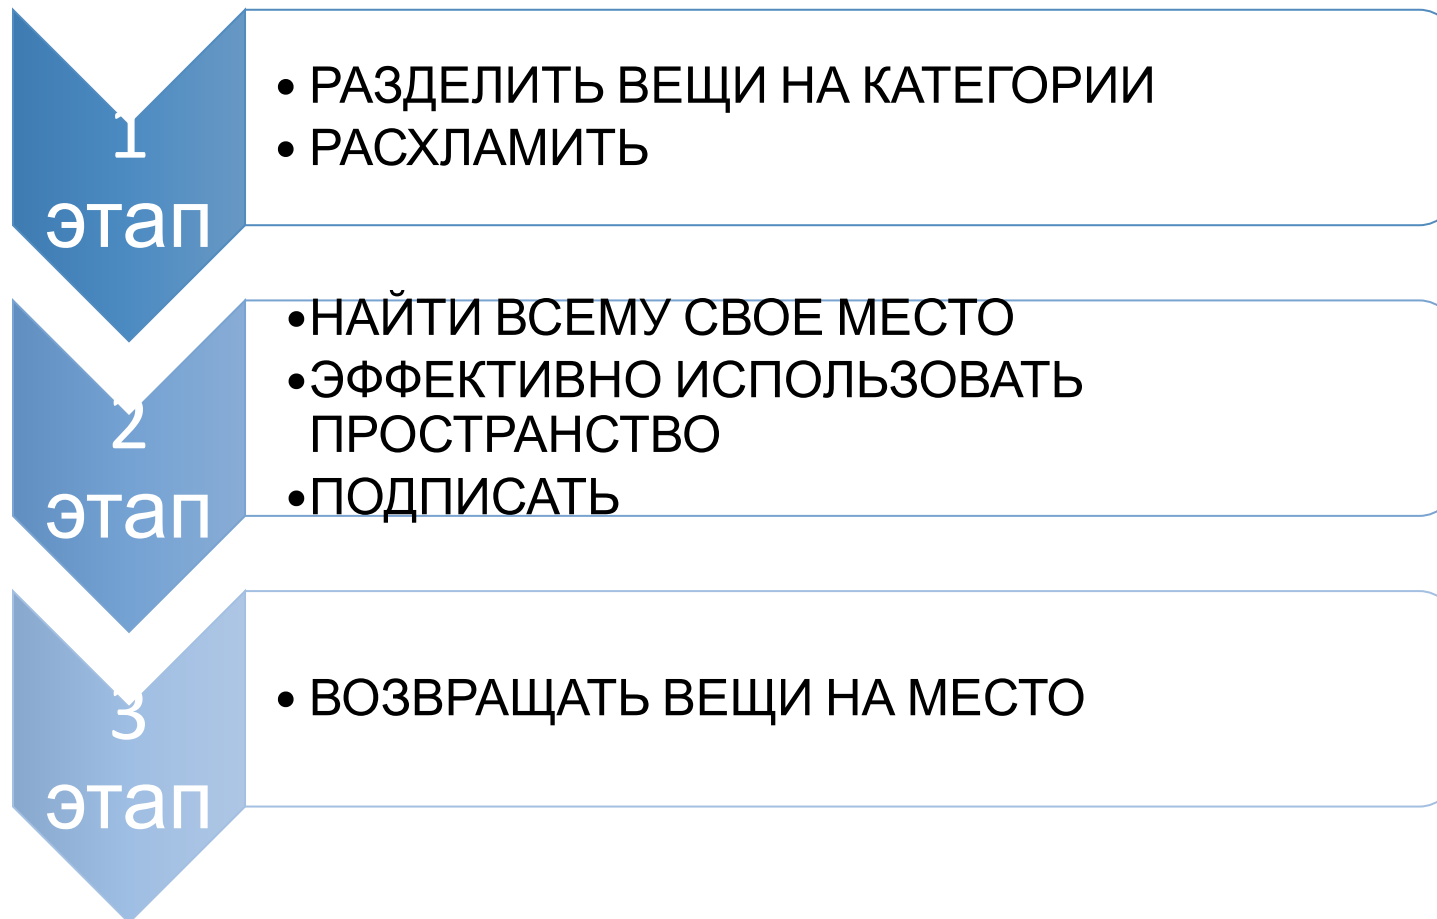 1
этап
• РАЗДЕЛИТЬ ВЕЩИ НА КАТЕГОРИИ
• РАСХЛАМИТЬ
2
этап
•НАЙТИ ВСЕМУ СВОЕ МЕСТО
•ЭФФЕКТИВНО ИСПОЛЬЗОВАТЬ
ПРОСТРАНСТВО
•ПОДПИСАТЬ
3
этап
• ВОЗВРАЩАТЬ ВЕЩИ НА МЕСТО